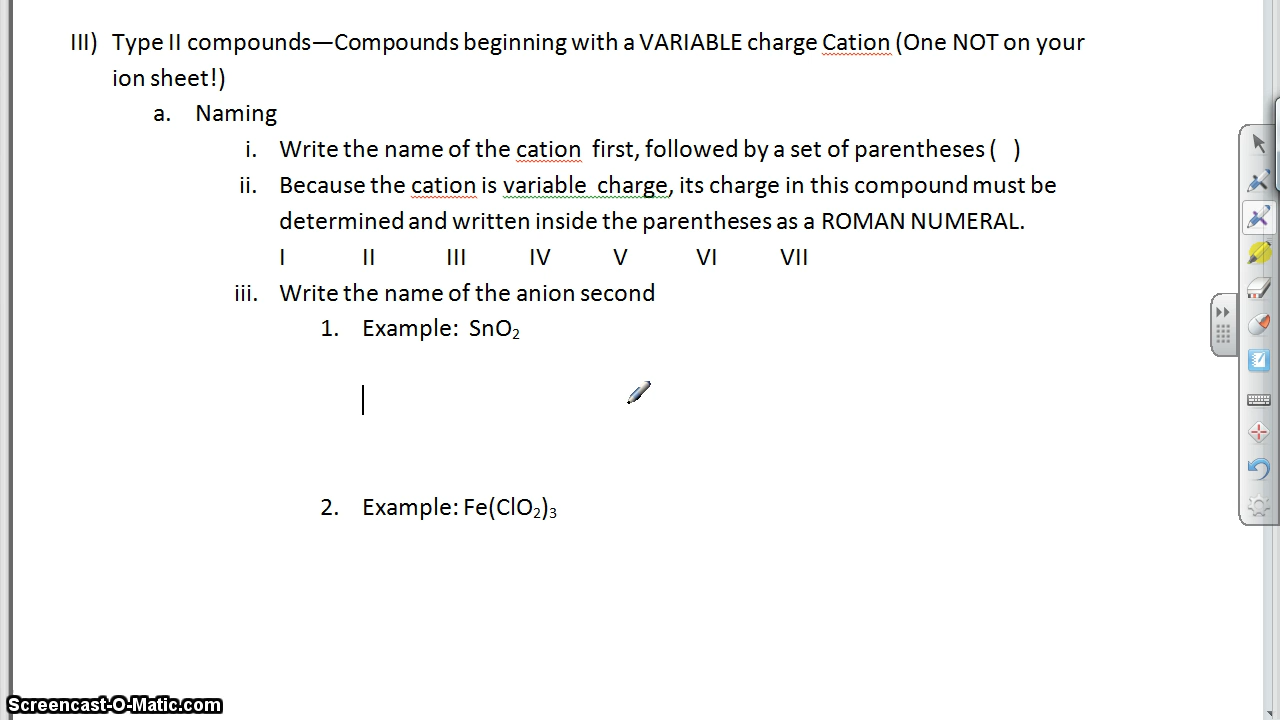 III) Type II compounds—Compounds beginning with a VARIABLE charge Cation (One NOT on your
ion sheet!)
a. Naming
i. Write the name of the cation first, followed by a set of parentheses ( )
ii. Because the cation is variable charge, its charge in this compound must be
determined and written inside the parentheses as a ROMAN NUMERAL.
I II III IV V VI VII
iii. Write the name of the anion second
1. Example: SnO₂
2. Example: Fe(ClO₂)₃
Screencast-O-Matic.com